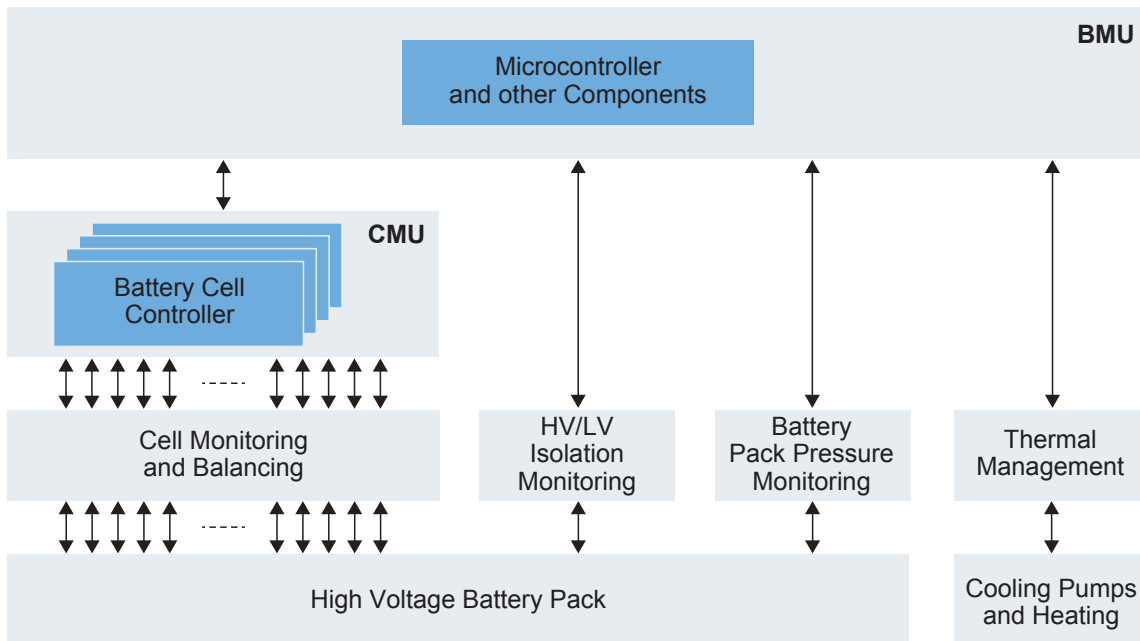 BMU
Microcontroller
and other Components
CMU
Battery Cell
Controller
Cell Monitoring
and Balancing
HV/LV
Isolation
Monitoring
Battery
Pack Pressure
Monitoring
Thermal
Management
High Voltage Battery Pack
Cooling Pumps
and Heating